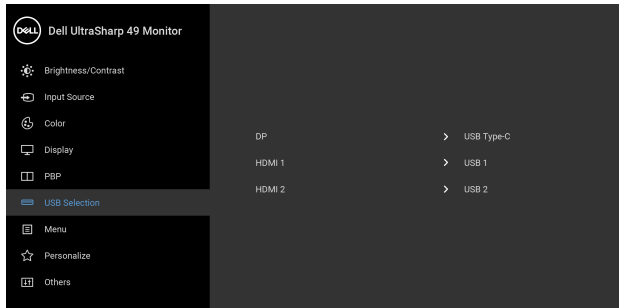 DELL Dell UltraSharp 49 Monitor
Brightness/Contrast
Input Source
Color
Display
PBP
USB Selection
Menu
Personalize
Others
DP USB Type-C
HDMI 1 USB 1
HDMI 2 USB 2